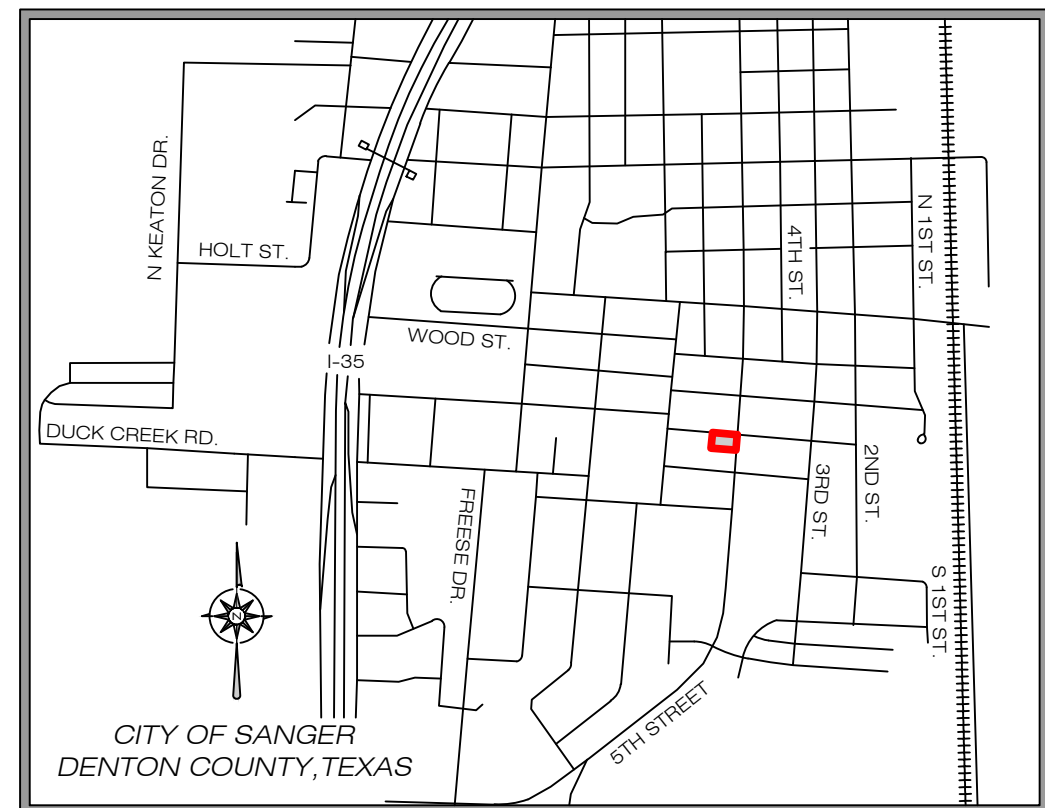 N KEATON DR.
HOLT ST.
WOOD ST.
I-35
DUCK CREEK RD.
FREESE DR.
4TH ST.
N 1ST ST.
3RD ST.
2ND ST.
S 1ST ST.
5TH STREET
N
CITY OF SANGER
DENTON COUNTY,TEXAS